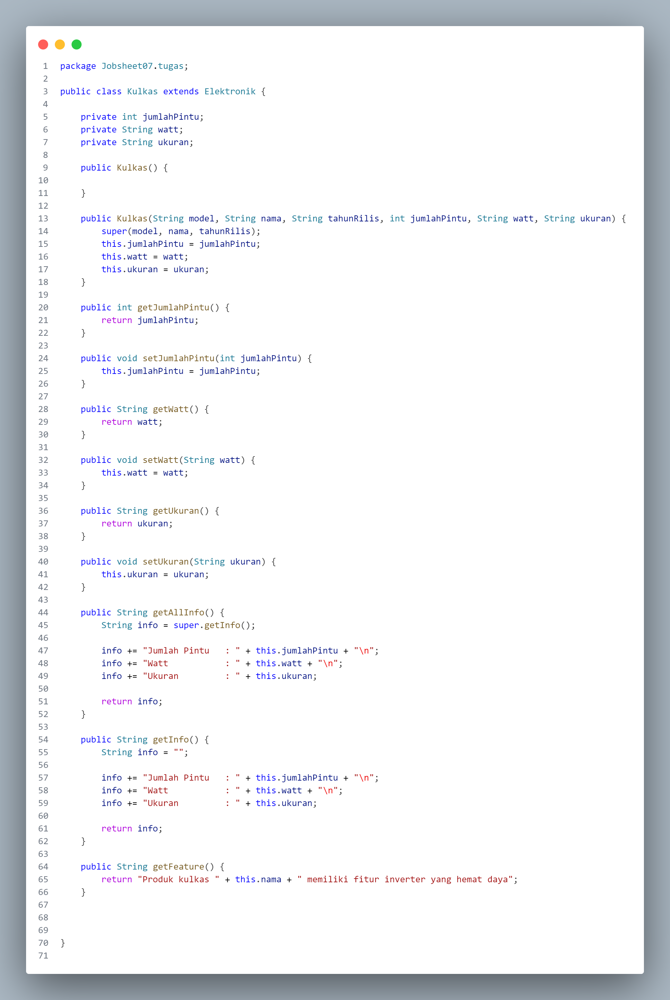 1 package Jobsheet07.tugas;
2
3 public class Kulkas extends Elektronik {
4
5     private int jumlahPintu;
6     private String watt;
7     private String ukuran;
8
9     public Kulkas() {
10
11     }
12
13     public Kulkas(String model, String nama, String tahunRilis, int jumlahPintu, String watt, String ukuran) {
14         super(model, nama, tahunRilis);
15         this.jumlahPintu = jumlahPintu;
16         this.watt = watt;
17         this.ukuran = ukuran;
18     }
19
20     public int getJumlahPintu() {
21         return jumlahPintu;
22     }
23
24     public void setJumlahPintu(int jumlahPintu) {
25         this.jumlahPintu = jumlahPintu;
26     }
27
28     public String getWatt() {
29         return watt;
30     }
31
32     public void setWatt(String watt) {
33         this.watt = watt;
34     }
35
36     public String getUkuran() {
37         return ukuran;
38     }
39
40     public void setUkuran(String ukuran) {
41         this.ukuran = ukuran;
42     }
43
44     public String getAllInfo() {
45         String info = super.getInfo();
46
47         info += "Jumlah Pintu   : " + this.jumlahPintu + "\n";
48         info += "Watt           : " + this.watt + "\n";
49         info += "Ukuran         : " + this.ukuran;
50
51         return info;
52     }
53
54     public String getInfo() {
55         String info = "";
56
57         info += "Jumlah Pintu   : " + this.jumlahPintu + "\n";
58         info += "Watt           : " + this.watt + "\n";
59         info += "Ukuran         : " + this.ukuran;
60
61         return info;
62     }
63
64     public String getFeature() {
65         return "Produk kulkas " + this.nama + " memiliki fitur inverter yang hemat daya";
66     }
67
68
69
70 }
71